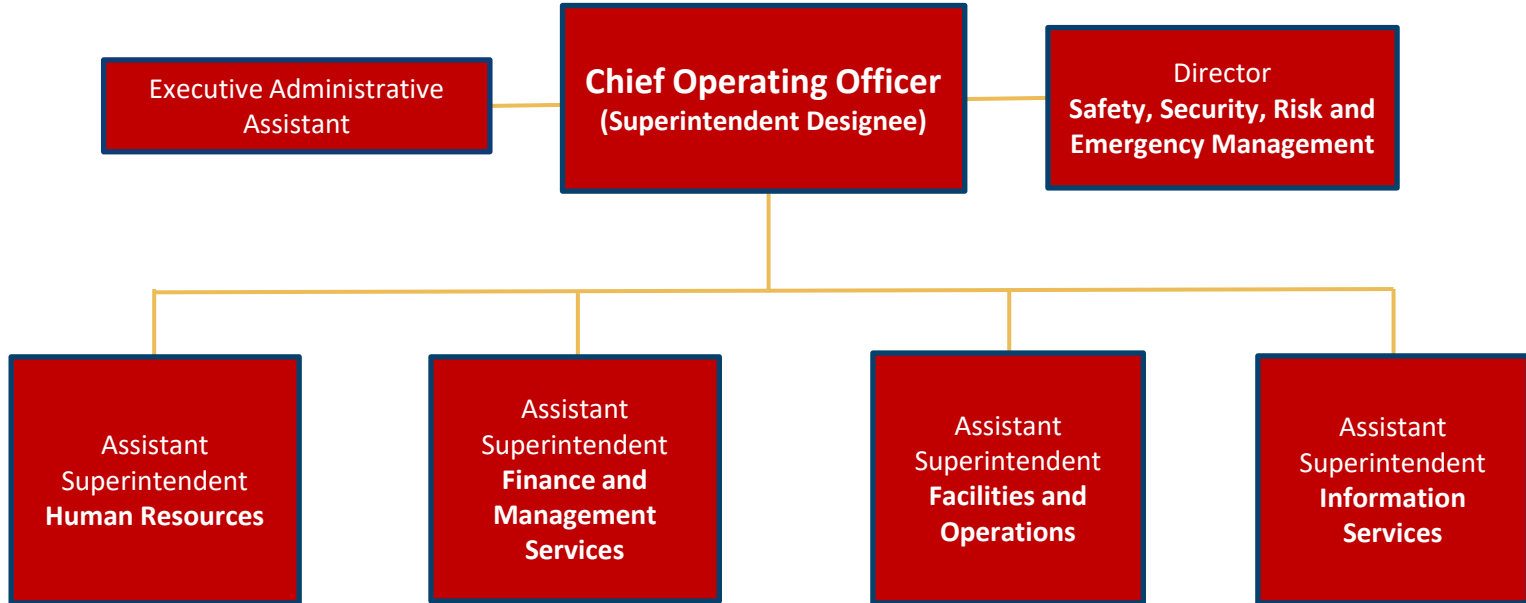 Executive Administrative
Assistant
Chief Operating Officer
(Superintendent Designee)
Director
Safety, Security, Risk and
Emergency Management
Assistant
Superintendent
Human Resources
Assistant
Superintendent
Finance and
Management
Services
Assistant
Superintendent
Facilities and
Operations
Assistant
Superintendent
Information
Services